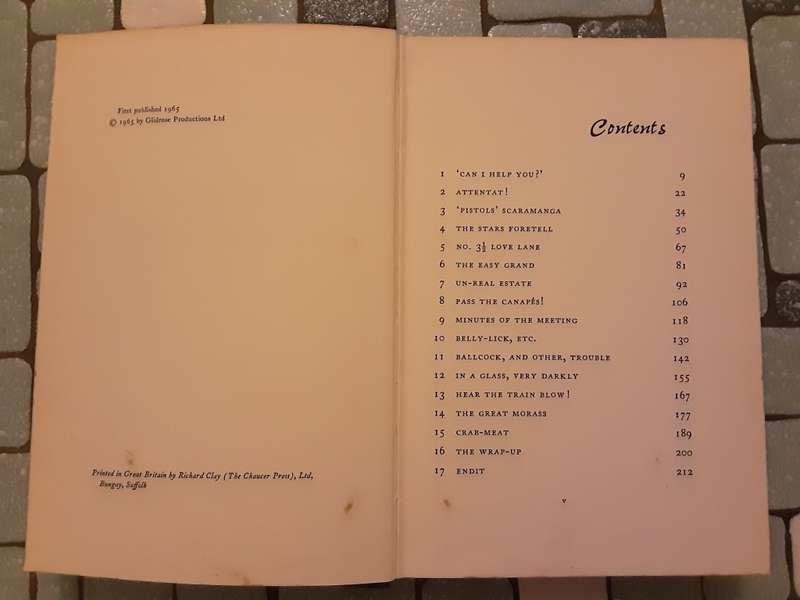 First published 1965
© 1965 by Glidrose Productions Ltd
Printed in Great Britain by Richard Clay (The Chaucer Press), Ltd,
Bungay, Suffolk
Contents
1 ‘CAN I HELP YOU?’ 9
2 ATTENTAT! 22
3 ‘PISTOLS’ SCARAMANGA 34
4 THE STARS FORETELL 50
5 NO. 3½ LOVE LANE 67
6 THE EASY GRAND 81
7 UN-REAL ESTATE 92
8 PASS THE CANAPÉS! 106
9 MINUTES OF THE MEETING 118
10 BELLY-LICK, ETC. 130
11 BALLCOCK, AND OTHER, TROUBLE 142
12 IN A GLASS, VERY DARKLY 155
13 HEAR THE TRAIN BLOW! 167
14 THE GREAT MORASS 177
15 CRAB-MEAT 189
16 THE WRAP-UP 200
17 ENDIT 212
v